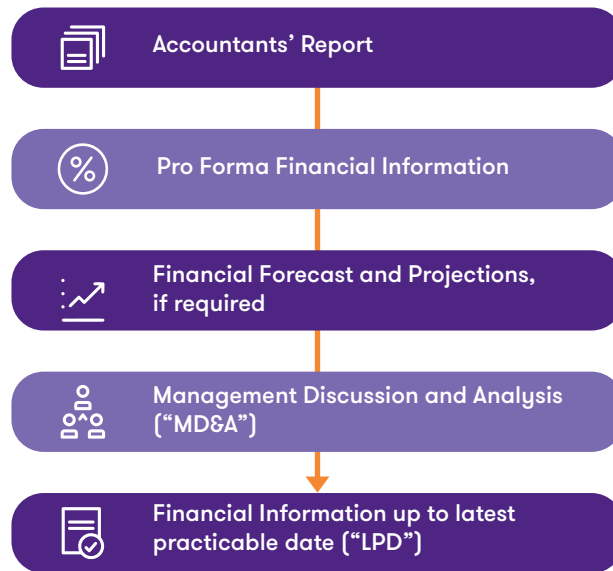 Accountants’ Report
%
Pro Forma Financial Information
Financial Forecast and Projections,
if required
Management Discussion and Analysis
(“MD&A”)
Financial Information up to latest
practicable date (“LPD”)